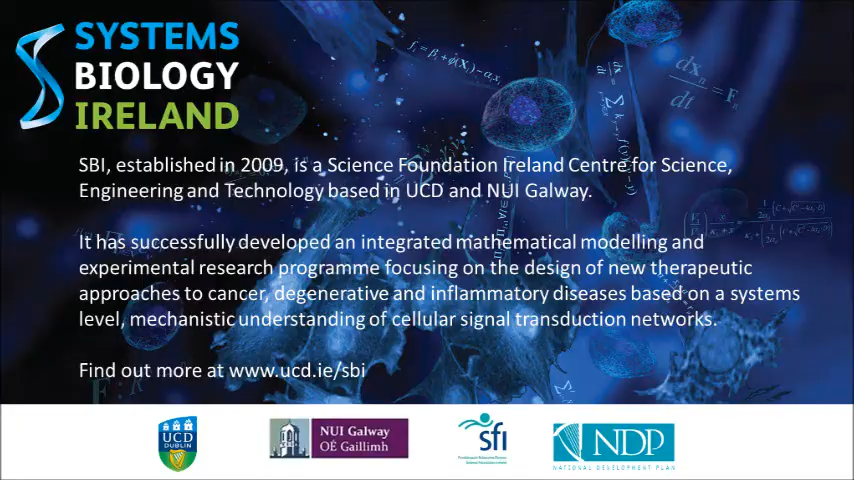 SYSTEMS
BIOLOGY
IRELAND
SBI, established in 2009, is a Science Foundation Ireland Centre for Science,
Engineering and Technology based in UCD and NUI Galway.
It has successfully developed an integrated mathematical modelling and
experimental research programme focusing on the design of new therapeutic
approaches to cancer, degenerative and inflammatory diseases based on a systems
level, mechanistic understanding of cellular signal transduction networks.
Find out more at www.ucd.ie/sbi
UCD
DUBLIN
NUI Galway
OÉ Gaillimh
sfi
NDP
NATIONAL DEVELOPMENT PLAN